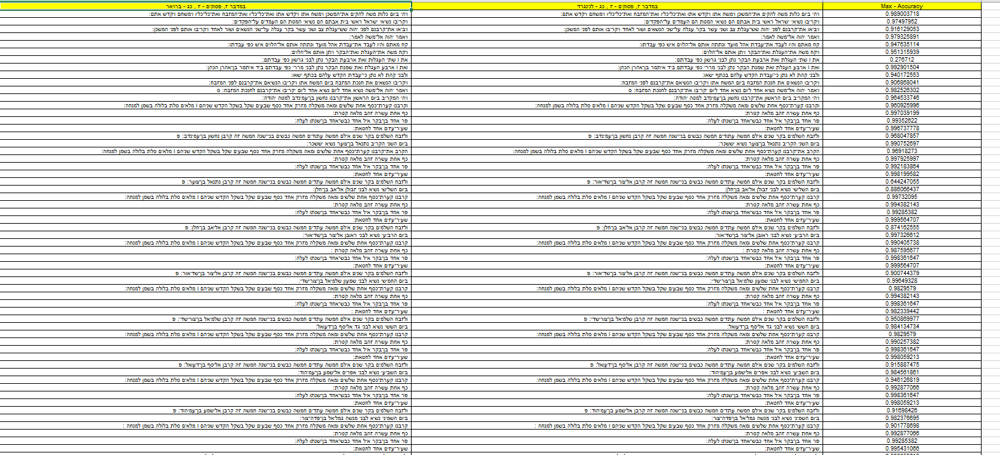 Max - Accuracy במדבר ז, פסוקים - ז , כג - לנינגרד במדבר ז, פסוקים - ז , כג - ברויאר
0.989003718 ויהי ביום כלות משה להקים את־המשכן וימשח אתו ויקדש אתו ואת־כל־כליו ואת־המזבח ואת־כל־כליו וימשחם ויקדש אתם: ויהי ביום כלות משה להקים את־המשכן וימשח אתו ויקדש אתו ואת־כל־כליו ואת־המזבח ואת־כל־כליו וימשחם ויקדש אתם:
0.97497952 ויקריבו נשיאי ישראל ראשי בית אבתם הם נשיאי המטת הם העמדים על־הפקדים: ויקריבו נשיאי ישראל ראשי בית אבתם הם נשיאי המטת הם העמדים על־הפקדים:
0.916129053 ויביאו את־קרבנם לפני יהוה שש־עגלת צב ושני עשר בקר עגלה על־שני הנשאים ושור לאחד ויקריבו אותם לפני המשכן: ויביאו את־קרבנם לפני יהוה שש־עגלת צב ושני עשר בקר עגלה על־שני הנשאים ושור לאחד ויקריבו אותם לפני המשכן:
0.979325891 ויאמר יהוה אל־משה לאמר: ויאמר יהוה אל־משה לאמר:
0.947635114 קח מאתם והיו לעבד את־עבדת אהל מועד ונתתה אותם אל־הלוים איש כפי עבדתו: קח מאתם והיו לעבד את־עבדת אהל מועד ונתתה אותם אל־הלוים איש כפי עבדתו:
0.951315939 ויקח משה את־העגלת ואת־הבקר ויתן אותם אל־הלוים: ויקח משה את־העגלת ואת־הבקר ויתן אותם אל־הלוים:
0.276712 את ׀ שתי העגלות ואת ארבעת הבקר נתן לבני גרשון כפי עבדתם: את ׀ שתי העגלות ואת ארבעת הבקר נתן לבני גרשון כפי עבדתם:
0.992901504 ואת ׀ ארבע העגלת ואת שמנת הבקר נתן לבני מררי כפי עבדתם ביד איתמר בן־אהרן הכהן: ואת ׀ ארבע העגלת ואת שמנת הבקר נתן לבני מררי כפי עבדתם ביד איתמר בן־אהרן הכהן:
0.940172553 ולבני קהת לא נתן כי־עבדת הקדש עלהם בכתף ישאו: ולבני קהת לא נתן כי־עבדת הקדש עלהם בכתף ישאו:
0.906868041 ויקריבו הנשאים את חנכת המזבח ביום המשח אתו ויקריבו הנשיאם את־קרבנם לפני המזבח: ויקריבו הנשאים את חנכת המזבח ביום המשח אתו ויקריבו הנשיאם את־קרבנם לפני המזבח:
0.982526302 ויאמר יהוה אל־משה נשיא אחד ליום נשיא אחד ליום יקריבו את־קרבנם לחנכת המזבח: ס ויאמר יהוה אל־משה נשיא אחד ליום נשיא אחד ליום יקריבו את־קרבנם לחנכת המזבח: ס
0.964533746 ויהי המקריב ביום הראשון את־קרבנו נחשון בן־עמינדב למטה יהודה: ויהי המקריב ביום הראשון את־קרבנו נחשון בן־עמינדב למטה יהודה:
0.960925996 וקרבנו קערת־כסף אחת שלשים ומאה משקלה מזרק אחד כסף שבעים שקל בשקל הקדש שניהם ׀ מלאים סלת בלולה בשמן למנחה: וקרבנו קערת־כסף אחת שלשים ומאה משקלה מזרק אחד כסף שבעים שקל בשקל הקדש שניהם ׀ מלאים סלת בלולה בשמן למנחה:
0.997039199 כף אחת עשרה זהב מלאה קטרת: כף אחת עשרה זהב מלאה קטרת:
0.99352622 פר אחד בן־בקר איל אחד כבש־אחד בן־שנתו לעלה: פר אחד בן־בקר איל אחד כבש־אחד בן־שנתו לעלה:
0.996737778 שעיר־עזים אחד לחטאת: שעיר־עזים אחד לחטאת:
0.968047857 ולזבח השלמים בקר שנים אילם חמשה עתודים חמשה כבשים בני־שנה חמשה זה קרבן נחשון בן־עמינדב: פ ולזבח השלמים בקר שנים אילם חמשה עתודים חמשה כבשים בני־שנה חמשה זה קרבן נחשון בן־עמינדב: פ
0.990752697 ביום השני הקריב נתנאל בן־צוער נשיא יששכר: ביום השני הקריב נתנאל בן־צוער נשיא יששכר:
0.96918273 הקרב את־קרבנו קערת־כסף אחת שלשים ומאה משקלה מזרק אחד כסף שבעים שקל בשקל הקדש שניהם ׀ מלאים סלת בלולה בשמן למנחה: הקרב את־קרבנו קערת־כסף אחת שלשים ומאה משקלה מזרק אחד כסף שבעים שקל בשקל הקדש שניהם ׀ מלאים סלת בלולה בשמן למנחה:
0.997925997 כף אחת עשרה זהב מלאה קטרת: כף אחת עשרה זהב מלאה קטרת:
0.992183864 פר אחד בן־בקר איל אחד כבש־אחד בן־שנתו לעלה: פר אחד בן־בקר איל אחד כבש־אחד בן־שנתו לעלה:
0.998199582 שעיר־עזים אחד לחטאת: שעיר־עזים אחד לחטאת:
0.644247055 ולזבח השלמים בקר שנים אילם חמשה עתדים חמשה כבשים בני־שנה חמשה זה קרבן אליצור בן־שדיאור: פ ולזבח השלמים בקר שנים אילם חמשה עתדים חמשה כבשים בני־שנה חמשה זה קרבן נתנאל בן־צוער: פ
0.886066437 ביום השלישי נשיא לבני זבולן אליאב בן־חלן: ביום השלישי נשיא לבני זבולן אליאב בן־חלן:
0.99732095 קרבנו קערת־כסף אחת שלשים ומאה משקלה מזרק אחד כסף שבעים שקל בשקל הקדש שניהם ׀ מלאים סלת בלולה בשמן למנחה: קרבנו קערת־כסף אחת שלשים ומאה משקלה מזרק אחד כסף שבעים שקל בשקל הקדש שניהם ׀ מלאים סלת בלולה בשמן למנחה:
0.994382143 כף אחת עשרה זהב מלאה קטרת: כף אחת עשרה זהב מלאה קטרת:
0.99285382 פר אחד בן־בקר איל אחד כבש־אחד בן־שנתו לעלה: פר אחד בן־בקר איל אחד כבש־אחד בן־שנתו לעלה:
0.999564707 שעיר־עזים אחד לחטאת: שעיר־עזים אחד לחטאת:
0.874162555 ולזבח השלמים בקר שנים אילם חמשה עתדים חמשה כבשים בני־שנה חמשה זה קרבן אליאב בן־חלן: פ ולזבח השלמים בקר שנים אילם חמשה עתדים חמשה כבשים בני־שנה חמשה זה קרבן אליאב בן־חלן: פ
0.997326612 ביום הרביעי נשיא לבני ראובן אליצור בן־שדיאור: ביום הרביעי נשיא לבני ראובן אליצור בן־שדיאור:
0.990405738 קרבנו קערת־כסף אחת שלשים ומאה משקלה מזרק אחד כסף שבעים שקל בשקל הקדש שניהם ׀ מלאים סלת בלולה בשמן למנחה: קרבנו קערת־כסף אחת שלשים ומאה משקלה מזרק אחד כסף שבעים שקל בשקל הקדש שניהם ׀ מלאים סלת בלולה בשמן למנחה:
0.987595677 כף אחת עשרה זהב מלאה קטרת : כף אחת עשרה זהב מלאה קטרת :
0.998361647 פר אחד בן־בקר איל אחד כבש־אחד בן־שנתו לעלה: פר אחד בן־בקר איל אחד כבש־אחד בן־שנתו לעלה:
0.999564707 שעיר־עזים אחד לחטאת: שעיר־עזים אחד לחטאת:
0.900744379 ולזבח השלמים בקר שנים אילם חמשה עתדים חמשה כבשים בני־שנה חמשה זה קרבן אליצור בן־שדיאור: פ ולזבח השלמים בקר שנים אילם חמשה עתדים חמשה כבשים בני־שנה חמשה זה קרבן אליצור בן־שדיאור: פ
0.99649328 ביום החמישי נשיא לבני שמעון שלמיאל בן־צורישדי: ביום החמישי נשיא לבני שמעון שלמיאל בן־צורישדי:
0.9829579 קרבנו קערת־כסף אחת שלשים ומאה משקלה מזרק אחד כסף שבעים שקל בשקל הקדש שניהם ׀ מלאים סלת בלולה בשמן למנחה: קרבנו קערת־כסף אחת שלשים ומאה משקלה מזרק אחד כסף שבעים שקל בשקל הקדש שניהם ׀ מלאים סלת בלולה בשמן למנחה:
0.994382143 כף אחת עשרה זהב מלאה קטרת: כף אחת עשרה זהב מלאה קטרת:
0.998361647 פר אחד בן־בקר איל אחד כבש־אחד בן־שנתו לעלה: פר אחד בן־בקר איל אחד כבש־אחד בן־שנתו לעלה:
0.982339442 שעיר־עזים אחד לחטאת : שעיר־עזים אחד לחטאת :
0.950869977 ולזבח השלמים בקר שנים אילם חמשה עתדים חמשה כבשים בני־שנה חמשה זה קרבן שלמיאל בן־צורישדי: פ ולזבח השלמים בקר שנים אילם חמשה עתדים חמשה כבשים בני־שנה חמשה זה קרבן שלמיאל בן־צורישדי: פ
0.984134734 ביום הששי נשיא לבני גד אליסף בן־דעואל: ביום הששי נשיא לבני גד אליסף בן־דעואל:
0.9829579 קרבנו קערת־כסף אחת שלשים ומאה משקלה מזרק אחד כסף שבעים שקל בשקל הקדש שניהם ׀ מלאים סלת בלולה בשמן למנחה: קרבנו קערת־כסף אחת שלשים ומאה משקלה מזרק אחד כסף שבעים שקל בשקל הקדש שניהם ׀ מלאים סלת בלולה בשמן למנחה:
0.990257382 כף אחת עשרה זהב מלאה קטרת: כף אחת עשרה זהב מלאה קטרת:
0.998361647 פר אחד בן־בקר איל אחד כבש־אחד בן־שנתו לעלה: פר אחד בן־בקר איל אחד כבש־אחד בן־שנתו לעלה:
0.998059213 שעיר־עזים אחד לחטאת: שעיר־עזים אחד לחטאת:
0.915887475 ולזבח השלמים בקר שנים אילם חמשה עתדים חמשה כבשים בני־שנה חמשה זה קרבן אליסף בן־דעואל: פ ולזבח השלמים בקר שנים אילם חמשה עתדים חמשה כבשים בני־שנה חמשה זה קרבן אליסף בן־דעואל: פ
0.984561861 ביום השביעי נשיא לבני אפרים אלישמע בן־עמיהוד: ביום השביעי נשיא לבני אפרים אלישמע בן־עמיהוד:
0.946126819 קרבנו קערת־כסף אחת שלשים ומאה משקלה מזרק אחד כסף שבעים שקל בשקל הקדש שניהם ׀ מלאים סלת בלולה בשמן למנחה: קרבנו קערת־כסף אחת שלשים ומאה משקלה מזרק אחד כסף שבעים שקל בשקל הקדש שניהם ׀ מלאים סלת בלולה בשמן למנחה:
0.992877066 כף אחת עשרה זהב מלאה קטרת: כף אחת עשרה זהב מלאה קטרת:
0.998361647 פר אחד בן־בקר איל אחד כבש־אחד בן־שנתו לעלה: פר אחד בן־בקר איל אחד כבש־אחד בן־שנתו לעלה:
0.998059213 שעיר־עזים אחד לחטאת: שעיר־עזים אחד לחטאת:
0.91698426 ולזבח השלמים בקר שנים אילם חמשה עתדים חמשה כבשים בני־שנה חמשה זה קרבן אלישמע בן־עמיהוד: פ ולזבח השלמים בקר שנים אילם חמשה עתדים חמשה כבשים בני־שנה חמשה זה קרבן אלישמע בן־עמיהוד: פ
0.982376695 ביום השמיני נשיא לבני מנשה גמליאל בן־פדה־צור: ביום השמיני נשיא לבני מנשה גמליאל בן־פדה־צור:
0.901778698 קרבנו קערת־כסף אחת שלשים ומאה משקלה מזרק אחד כסף שבעים שקל בשקל הקדש שניהם ׀ מלאים סלת בלולה בשמן למנחה : קרבנו קערת־כסף אחת שלשים ומאה משקלה מזרק אחד כסף שבעים שקל בשקל הקדש שניהם ׀ מלאים סלת בלולה בשמן למנחה :
0.992877066 כף אחת עשרה זהב מלאה קטרת: כף אחת עשרה זהב מלאה קטרת:
0.99285382 פר אחד בן־בקר איל אחד כבש־אחד בן־שנתו לעלה: פר אחד בן־בקר איל אחד כבש־אחד בן־שנתו לעלה:
0.995431066 שעיר־עזים אחד לחטאת: שעיר־עזים אחד לחטאת: